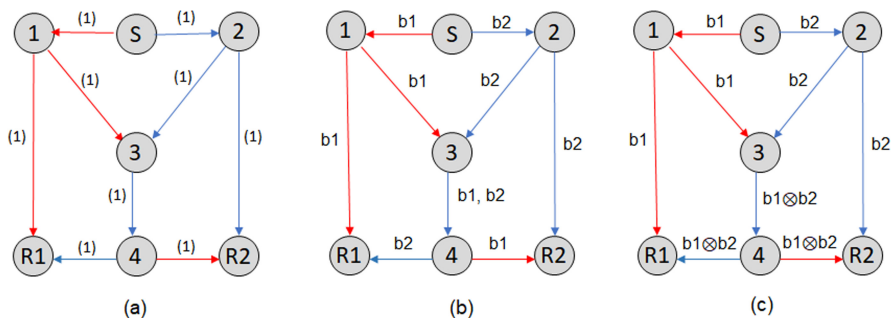 (1) (1)
1 S 2
(1) (1)
(1) (1)
3
(1)
(1) (1)
R1 4 R2
(a)
b1 b2
1 S 2
b1 b2
b1 b2
3
b1, b2
b2 b1
R1 4 R2
(b)
b1 b2
1 S 2
b1 b2
b1 b2
3
b1⊗b2
b1⊗b2 b1⊗b2
R1 4 R2
(c)